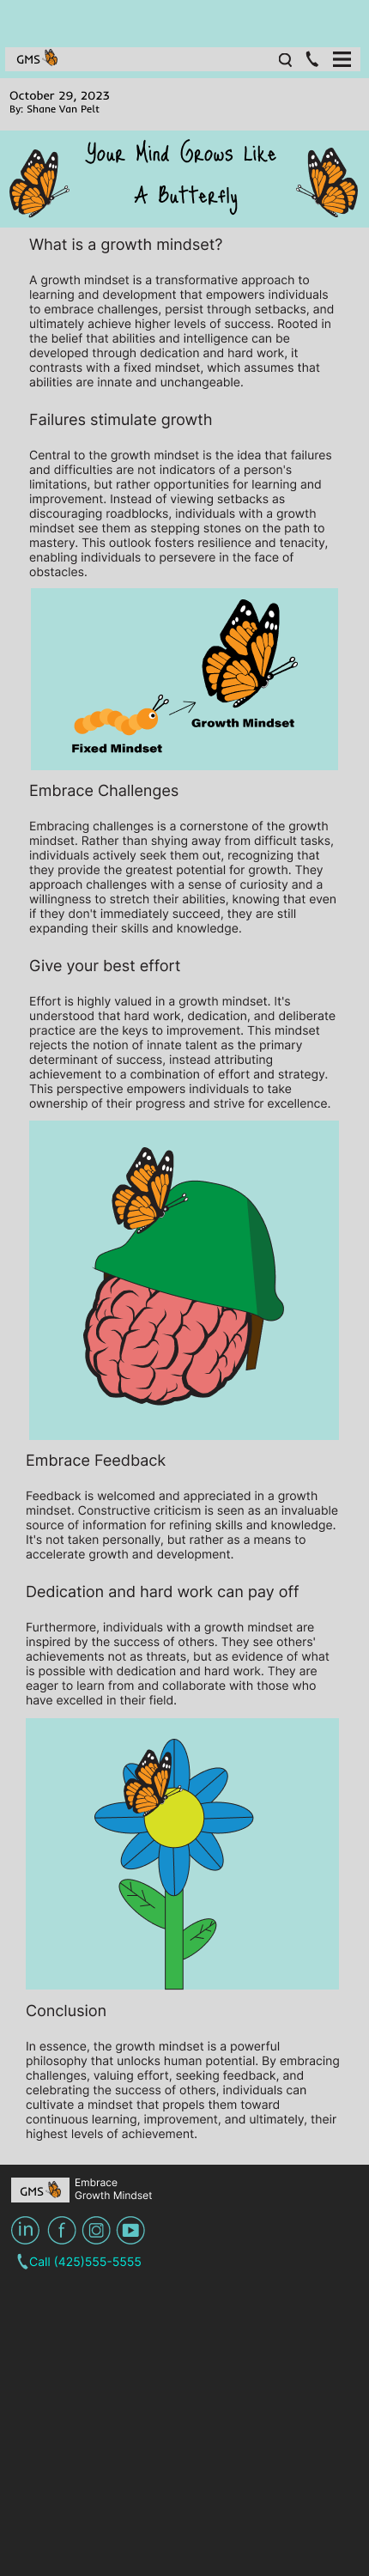 GMS
October 29, 2023
By: Shane Van Pelt
Your Mind Grows Like
A Butterfly
What is a growth mindset?
A growth mindset is a transformative approach to
learning and development that empowers individuals
to embrace challenges, persist through setbacks, and
ultimately achieve higher levels of success. Rooted in
the belief that abilities and intelligence can be
developed through dedication and hard work, it
contrasts with a fixed mindset, which assumes that
abilities are innate and unchangeable.
Failures stimulate growth
Central to the growth mindset is the idea that failures
and difficulties are not indicators of a person's
limitations, but rather opportunities for learning and
improvement. Instead of viewing setbacks as
discouraging roadblocks, individuals with a growth
mindset see them as stepping stones on the path to
mastery. This outlook fosters resilience and tenacity,
enabling individuals to persevere in the face of
obstacles.
Growth Mindset
Fixed Mindset
Embrace Challenges
Embracing challenges is a cornerstone of the growth
mindset. Rather than shying away from difficult tasks,
individuals actively seek them out, recognizing that
they provide the greatest potential for growth. They
approach challenges with a sense of curiosity and a
willingness to stretch their abilities, knowing that even
if they don't immediately succeed, they are still
expanding their skills and knowledge.
Give your best effort
Effort is highly valued in a growth mindset. It's
understood that hard work, dedication, and deliberate
practice are the keys to improvement. This mindset
rejects the notion of innate talent as the primary
determinant of success, instead attributing
achievement to a combination of effort and strategy.
This perspective empowers individuals to take
ownership of their progress and strive for excellence.
Embrace Feedback
Feedback is welcomed and appreciated in a growth
mindset. Constructive criticism is seen as an invaluable
source of information for refining skills and knowledge.
It's not taken personally, but rather as a means to
accelerate growth and development.
Dedication and hard work can pay off
Furthermore, individuals with a growth mindset are
inspired by the success of others. They see others'
achievements not as threats, but as evidence of what
is possible with dedication and hard work. They are
eager to learn from and collaborate with those who
have excelled in their field.
Conclusion
In essence, the growth mindset is a powerful
philosophy that unlocks human potential. By embracing
challenges, valuing effort, seeking feedback, and
celebrating the success of others, individuals can
cultivate a mindset that propels them toward
continuous learning, improvement, and ultimately, their
highest levels of achievement.
GMS
Embrace
Growth Mindset
in f
Call (425)555-5555